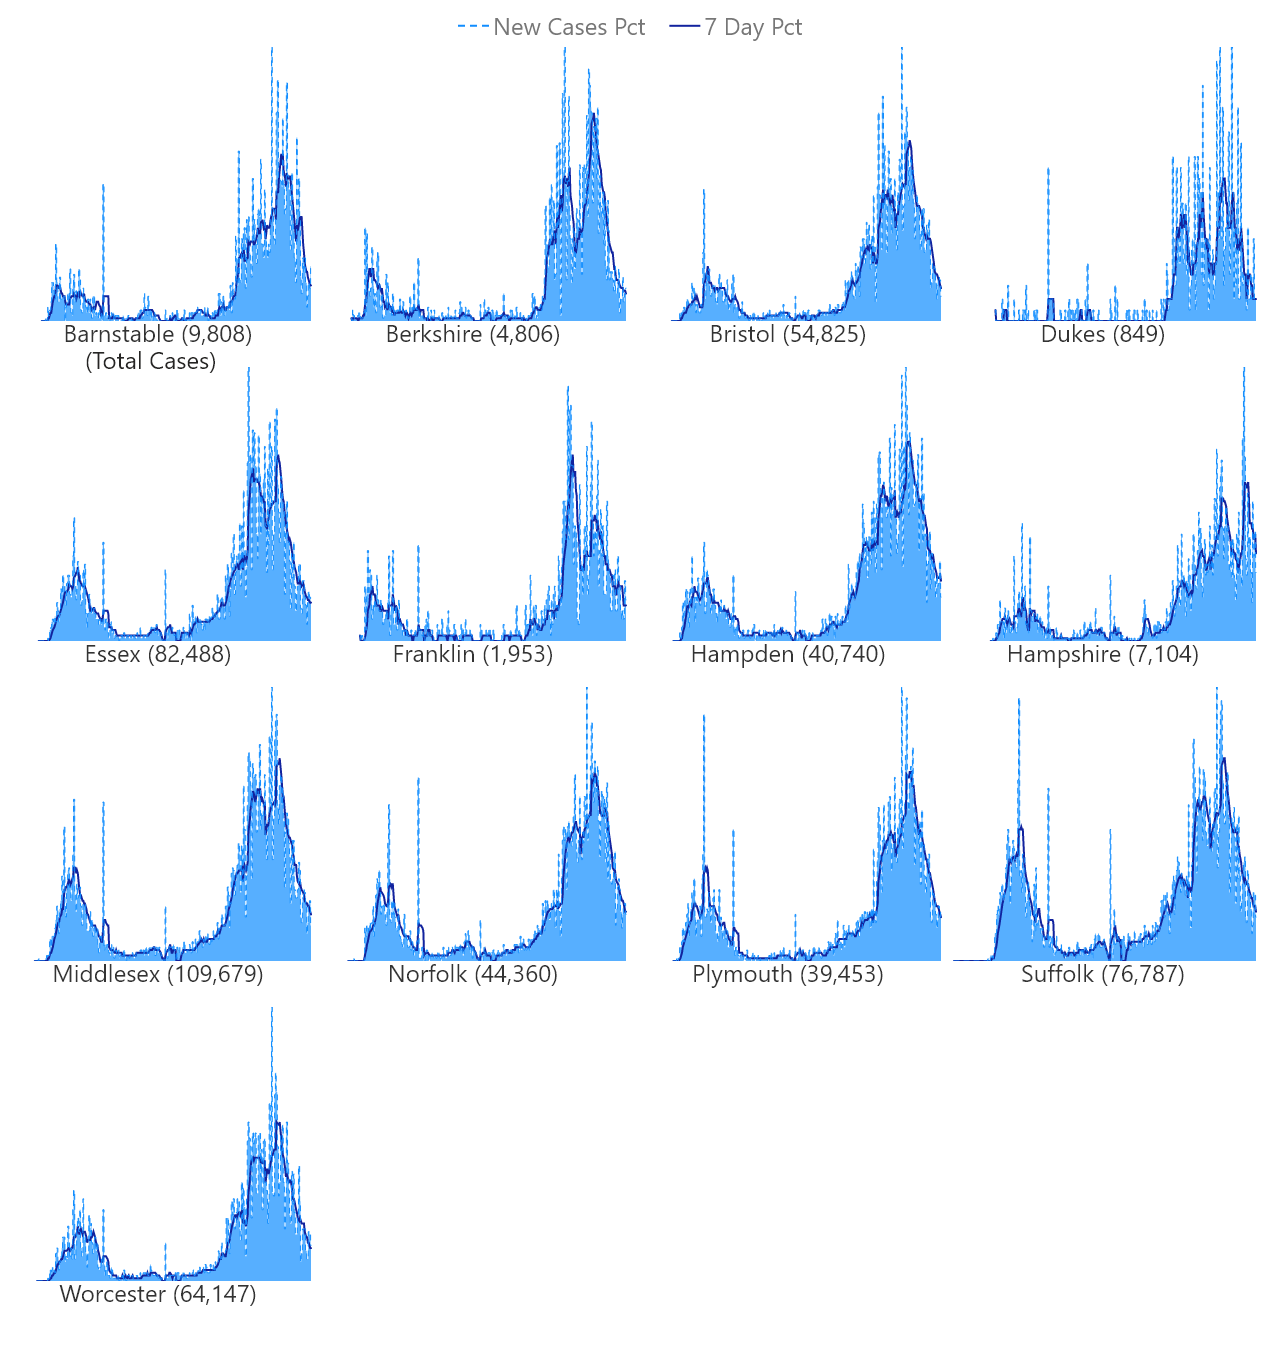 New Cases Pct 7 Day Pct
Barnstable (9,808)
(Total Cases)
Berkshire (4,806)
Bristol (54,825)
Dukes (849)
Essex (82,488)
Franklin (1,953)
Hampden (40,740)
Hampshire (7,104)
Middlesex (109,679)
Norfolk (44,360)
Plymouth (39,453)
Suffolk (76,787)
Worcester (64,147)